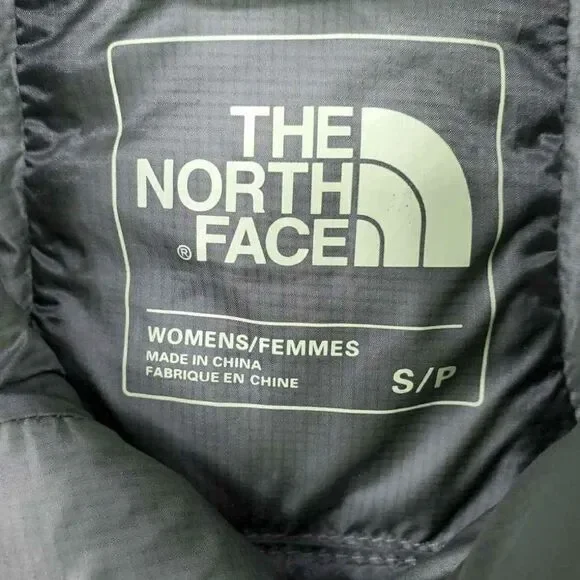 THE
NORTH
® FACE
WOMENS/FEMMES
MADE IN CHINA
FABRIQUE EN CHINE
S/P